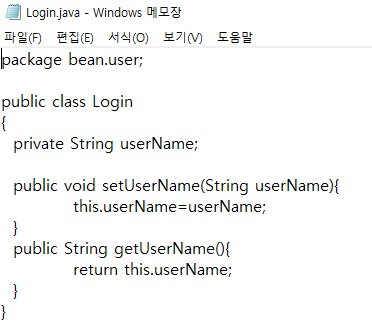 Login.java - Windows 메모장
파일(F) 편집(E) 서식(O) 보기(V) 도움말
package bean.user;
public class Login
{
private String userName;
public void setUserName(String userName){
this.userName=userName;
}
public String getUserName(){
return this.userName;
}
}